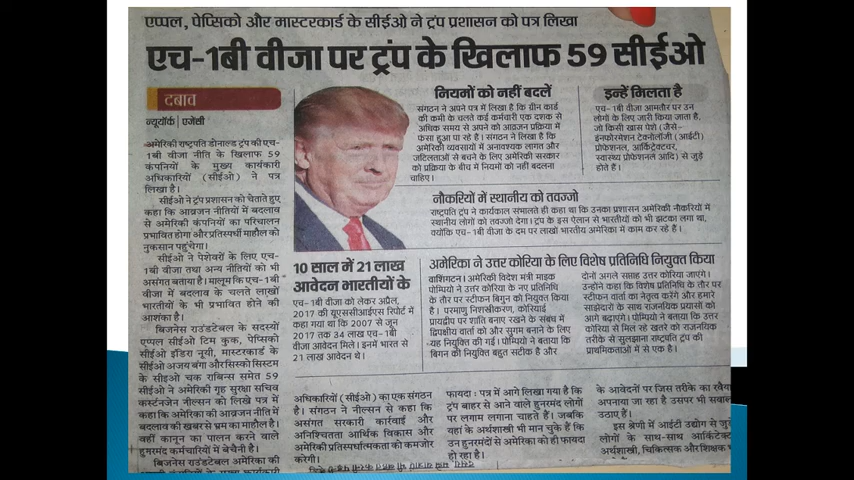 एप्पल, पेप्सिको और मास्टरकार्ड के सीईओ ने ट्रंप प्रशासन को पत्र लिखा
एच-1बी वीजा पर ट्रंप के खिलाफ 59 सीईओ
दबाव
न्यूयॉर्क | एजेंसी
अमेरिकी राष्ट्रपति डोनाल्ड ट्रंप की एच-
1बी वीजा नीति के खिलाफ 59
कंपनियों के मुख्य कार्यकारी
अधिकारियों (सीईओ) ने पत्र
लिखा है।
सीईओ ने ट्रंप प्रशासन को चेताते हुए
कहा कि आव्रजन नीतियों में बदलाव
से अमेरिकी कंपनियों का परिचालन
प्रभावित होगा और प्रतिस्पर्धी माहौल को
नुकसान पहुंचेगा।
सीईओ ने पेशेवरों के लिए एच-
1बी वीजा तथा अन्य नीतियों को भी
असंगत बताया है। मालूम कि एच-1बी
वीजा में बदलाव के चलते लाखों
भारतीयों के भी प्रभावित होने की
आशंका है।
बिजनेस राउंडटेबल के सदस्यों
एप्पल सीईओ टिम कुक, पेप्सिको
सीईओ इंडिरा नूयी, मास्टरकार्ड के
सीईओ अजय बंगा और सिस्को सिस्टम
के सीईओ चक राबिन्स समेत 59
सीईओ ने अमेरिकी गृह सुरक्षा सचिव
कर्स्टनजेन नील्सन को लिखे पत्र में
कहा कि अमेरिका की आव्रजन नीति में
बदलाव की खबर से भ्रम का माहौल है।
वहीं कानून का पालन करने वाले
हुनरमंद कर्मचारियों में बेचैनी है।
बिजनेस राउंडटेबल अमेरिका की
नियमों को नहीं बदलें
संगठन ने अपने पत्र में लिखा है कि ग्रीन कार्ड
की कमी के चलते कई कर्मचारी एक दशक से
अधिक समय से अपने को आव्रजन प्रक्रिया में
फंसा हुआ पा रहे हैं। संगठन ने लिखा है कि
अमेरिकी व्यवसायों में अनावश्यक लागत और
जटिलताओं से बचने के लिए अमेरिकी सरकार
को प्रक्रिया के बीच में नियमों को नहीं बदलना
चाहिए।
इन्हें मिलता है
एच-1बी वीजा आमतौर पर उन
लोगों के लिए जारी किया जाता है,
जो किसी खास पेशे (जैसे-
इनफोरमेशन टेक्नोलॉजी (आईटी)
प्रोफेशनल, आर्किट्रेक्चर,
स्वास्थ्य प्रोफेशनल आदि) से जुड़े
होते हैं।
नौकरियों में स्थानीय को तवज्जो
राष्ट्रपति ट्रंप ने कार्यकाल सभालते ही कहा था कि उनका प्रशासन अमेरिकी नौकरियों में
स्थानीय लोगों को तवज्जो देगा। ट्रंप के इस ऐलान से भारतीयों को भी झटका लगा था,
क्योंकि एच-1बी वीजा के दम पर लाखों भारतीय अमेरिका में काम कर रहे हैं।
10 साल में 21 लाख
आवेदन भारतीयों के
एच-1बी वीजा को लेकर अप्रैल,
2017 की यूएससीआईएस रिपोर्ट में
कहा गया था कि 2007 से जून
2017 तक 34 लाख एच-1बी
वीजा आवेदन मिले। इनमें भारत से
21 लाख आवेदन थे।
अमेरिका ने उत्तर कोरिया के लिए विशेष प्रतिनिधि नियुक्त किया
वाशिंगटन। अमेरिकी विदेश मंत्री माइक
पोम्पियो ने उत्तर कोरिया के नए प्रतिनिधि
के तौर पर स्टीफन बिगुन को नियुक्त किया
है। परमाणु निशस्त्रीकरण, कोरियाई
प्रायद्वीप पर शांति बनाए रखने के संबंध में
द्विपक्षीय वार्ता को और सुगम बनाने के लिए
यह नियुक्ति की गई। पोम्पियो ने बताया कि
बिगन की नियुक्ति बहुत सटीक है और
दोनों अगले सप्ताह उत्तर कोरिया जाएंगे।
उन्होंने कहा कि विशेष प्रतिनिधि के तौर पर
स्टीफन वार्ता का नेतृत्व करेंगे और हमारे
साझेदारों के साथ राजनयिक प्रयासों को
आगे बढ़ाएंगे। पोम्पियो ने बताया कि उत्तर
कोरिया से मिल रहे खतरे को राजनयिक
तरीके से सुलझाना राष्ट्रपति ट्रंप की
प्राथमिकताओं में से एक है।
अधिकारियों (सीईओ) का एक संगठन
है। संगठन ने नील्सन से कहा कि
असंगत सरकारी कार्रवाई और
अनिश्चितता आर्थिक विकास और
अमेरिकी प्रतिस्पर्धात्मकता को कमजोर
करेगी।
फायदा: पत्र में आगे लिखा गया है कि
ट्रंप बाहर से आने वाले हुनरमंद लोगों
पर लगाम लगाना चाहते हैं। जबकि
यहां के अर्थशास्त्री भी मान चुके हैं कि
उन हुनरमंदों से अमेरिका को ही फायदा
हो रहा है।
के आवेदनों पर जिस तरीके का रवैया
अपनाया जा रहा है उसपर भी सवाल
उठाए हैं।
इस श्रेणी में आईटी उद्योग से जुड़े
लोगों के साथ-साथ आर्किटेक्ट
अर्थशास्त्री, चिकित्सक और शिक्षक